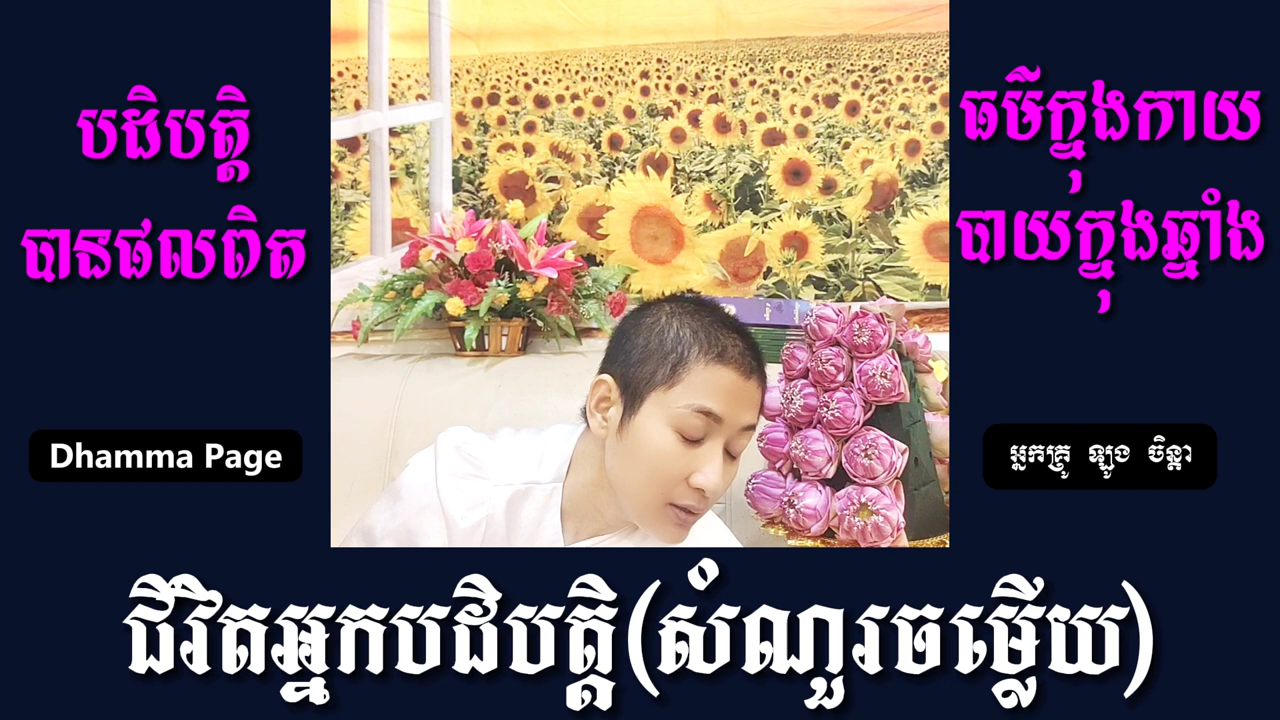 បដិបត្តិ
បានផលពិត
ធម៌ក្នុងកាយ
បាយក្នុងឆ្នាំង
Dhamma Page
អ្នកគ្រូ ឡុង ចិន្តា
ជីវិតអ្នកបដិបត្តិ(សំណួរចម្លើយ)